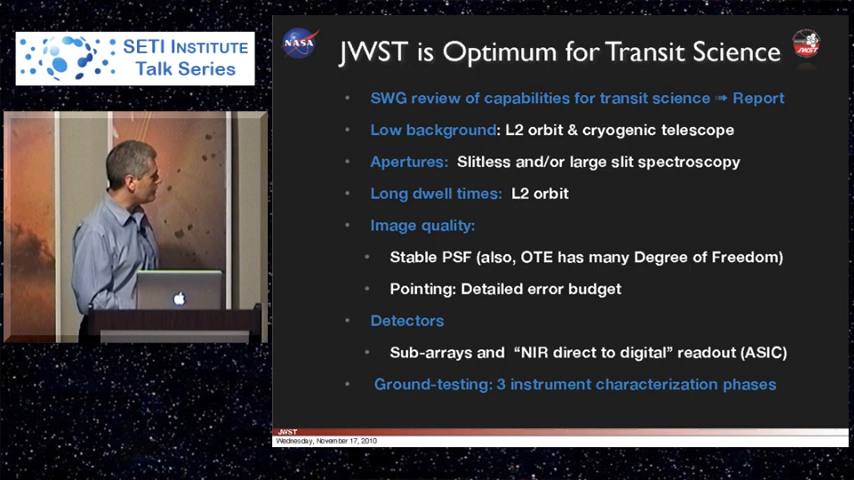 SETI INSTITUTE
Talk Series
NASA
JWST is Optimum for Transit Science
JWST
• SWG review of capabilities for transit science ➠ Report
• Low background: L2 orbit & cryogenic telescope
• Apertures: Slitless and/or large slit spectroscopy
• Long dwell times: L2 orbit
• Image quality:
• Stable PSF (also, OTE has many Degree of Freedom)
• Pointing: Detailed error budget
• Detectors
• Sub-arrays and “NIR direct to digital” readout (ASIC)
• Ground-testing: 3 instrument characterization phases
JWST
Wednesday, November 17, 2010